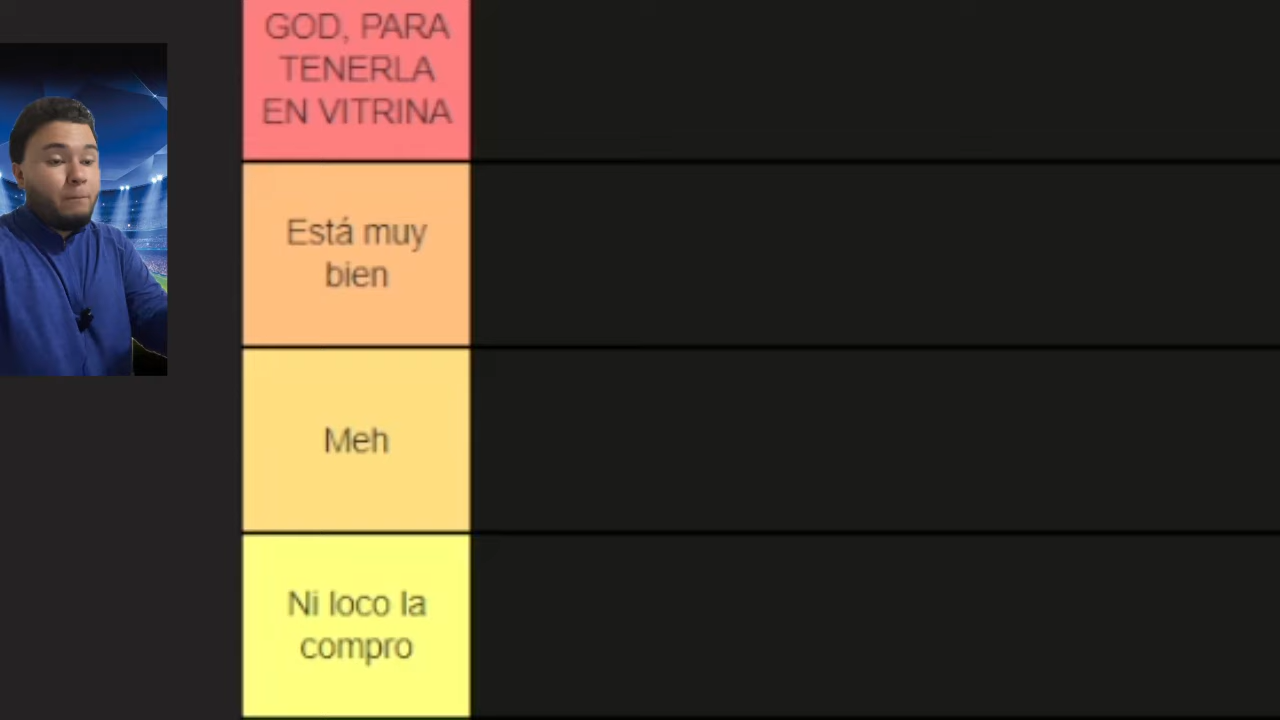 GOD, PARA
TENERLA
EN VITRINA
Está muy
bien
Meh
Ni loco la
compro